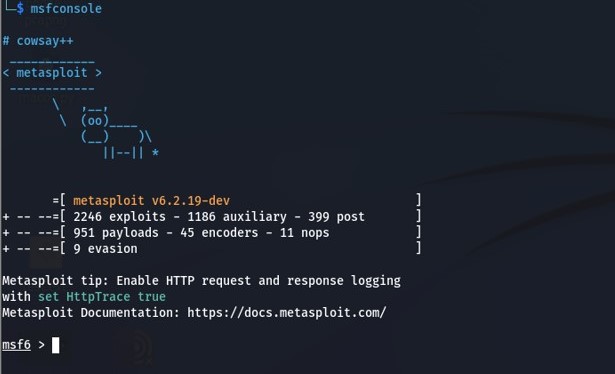 └─$ msfconsole
# cowsay++
 ____________
< metasploit >
 ------------
       \   ,__,
        \  (oo)____
           (__)    )\
              ||--|| *
       =[ metasploit v6.2.19-dev                          ]
+ -- --=[ 2246 exploits - 1186 auxiliary - 399 post       ]
+ -- --=[ 951 payloads - 45 encoders - 11 nops            ]
+ -- --=[ 9 evasion                                       ]
Metasploit tip: Enable HTTP request and response logging
with set HttpTrace true
Metasploit Documentation: https://docs.metasploit.com/
msf6 >